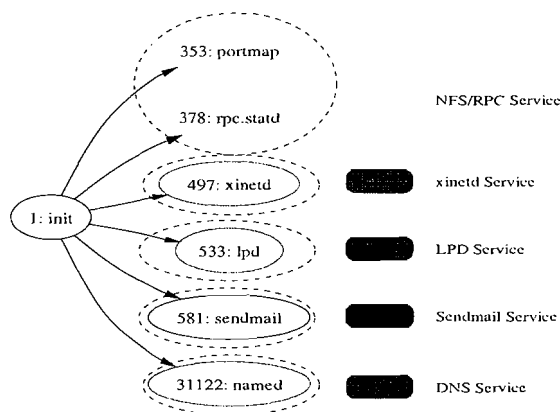 353: portmap
NFS/RPC Service
378: rpc.statd
497: xinetd
xinetd Service
1: init
533: lpd
LPD Service
581: sendmail
Sendmail Service
31122: named
DNS Service